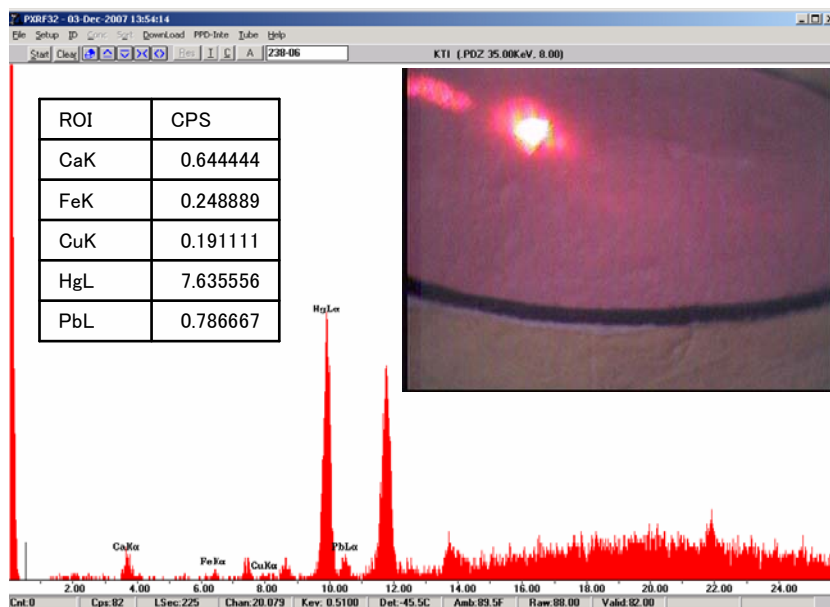 PXRF32 - 03-Dec-2007 13:54:14
File Setup ID Conc Sort DownLoad PPD-Inte Tube Help
Start Clear Res I C A 238-06 KTI (.PDZ 35.00KeV, 8.00)
ROI CPS
CaK 0.644444
FeK 0.248889
CuK 0.191111
HgL 7.635556
PbL 0.786667
HgLα
CaKα FeKα CuKα PbLα
2.00 4.00 6.00 8.00 10.00 12.00 14.00 16.00 18.00 20.00 22.00 24.00
Cnt:0 Cps:82 LSec:225 Chan:20.079 Kev: 0.5100 Det:-45.5C Amb:89.5F Raw:88.00 Valid:82.00